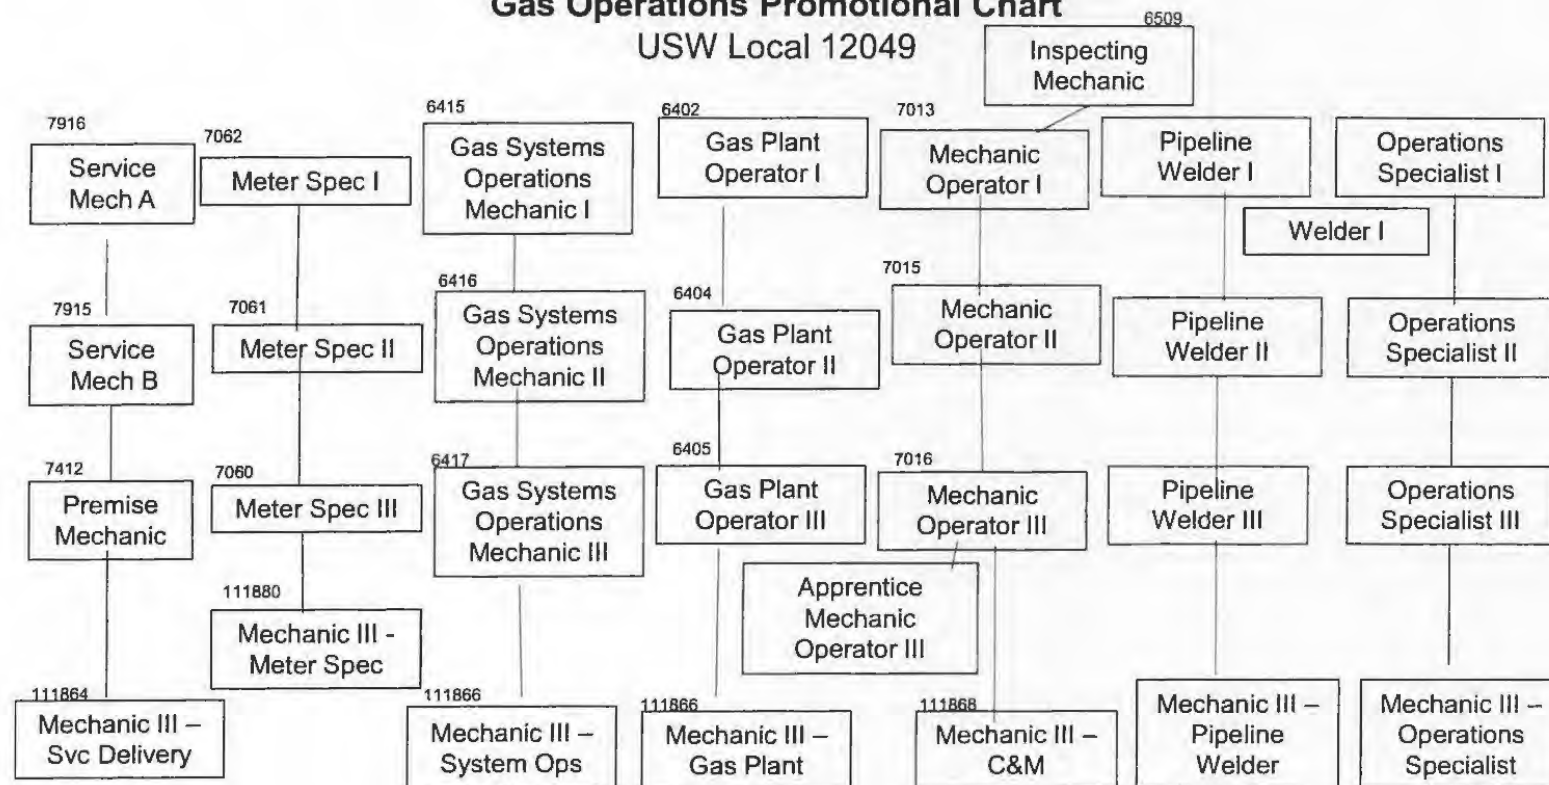 Gas Operations Promotional Chart
USW Local 12049
6509
Inspecting
Mechanic
7916
Service
Mech A
7062
Meter Spec I
6415
Gas Systems
Operations
Mechanic I
6402
Gas Plant
Operator I
7013
Mechanic
Operator I
Pipeline
Welder I
Operations
Specialist I
Welder I
7915
Service
Mech B
7061
Meter Spec II
6416
Gas Systems
Operations
Mechanic II
6404
Gas Plant
Operator II
7015
Mechanic
Operator II
Pipeline
Welder II
Operations
Specialist II
7412
Premise
Mechanic
7060
Meter Spec III
6417
Gas Systems
Operations
Mechanic III
6405
Gas Plant
Operator III
7016
Mechanic
Operator III
Pipeline
Welder III
Operations
Specialist III
Apprentice
Mechanic
Operator III
111880
Mechanic III -
Meter Spec
111864
Mechanic III –
Svc Delivery
111866
Mechanic III –
System Ops
111866
Mechanic III –
Gas Plant
111868
Mechanic III –
C&M
Mechanic III –
Pipeline
Welder
Mechanic III –
Operations
Specialist